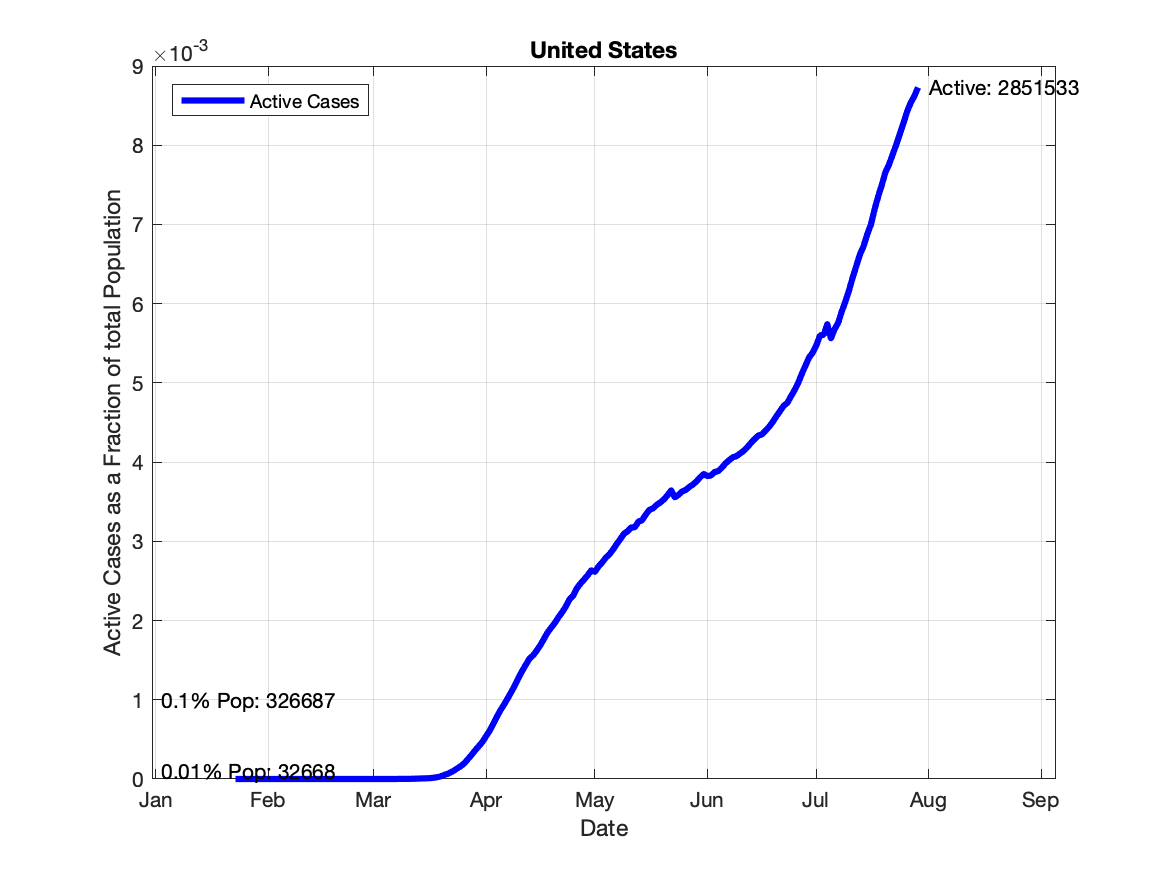 United States
×10-3
9
Active Cases
Active: 2851533
8
7
6
5
4
3
2
1
0.1% Pop: 326687
0
0.01% Pop: 32668
Active Cases as a Fraction of total Population
Jan Feb Mar Apr May Jun Jul Aug Sep
Date